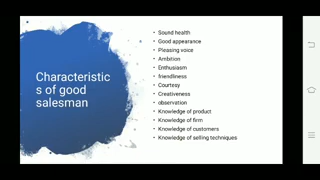 Characteristic
s of good
salesman
Sound health
Good appearance
Pleasing voice
Ambition
Enthusiasm
friendliness
Courtesy
Creativeness
observation
Knowledge of product
Knowledge of firm
Knowledge of customers
Knowledge of selling techniques